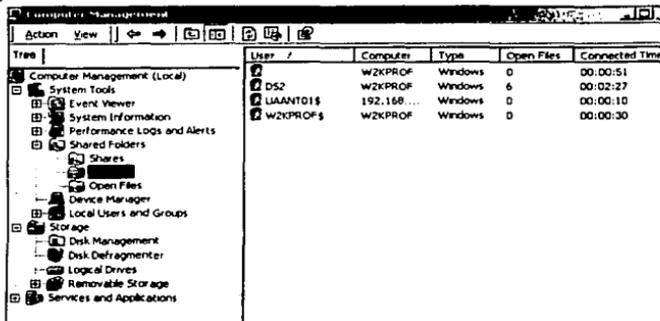 Computer Management
Action View
Tree
Computer Management (Local)
System Tools
Event Viewer
System Information
Performance Logs and Alerts
Shared Folders
Shares
Open Files
Device Manager
Local Users and Groups
Storage
Disk Management
Disk Defragmenter
Logical Drives
Removable Storage
Services and Applications
User / Computer Type Open Files Connected Time
W2KPROF Windows 0 00:00:51
DS2 W2KPROF Windows 6 00:02:27
192.168.... Windows 0 00:00:10
W2KPROF$ W2KPROF Windows 0 00:00:30